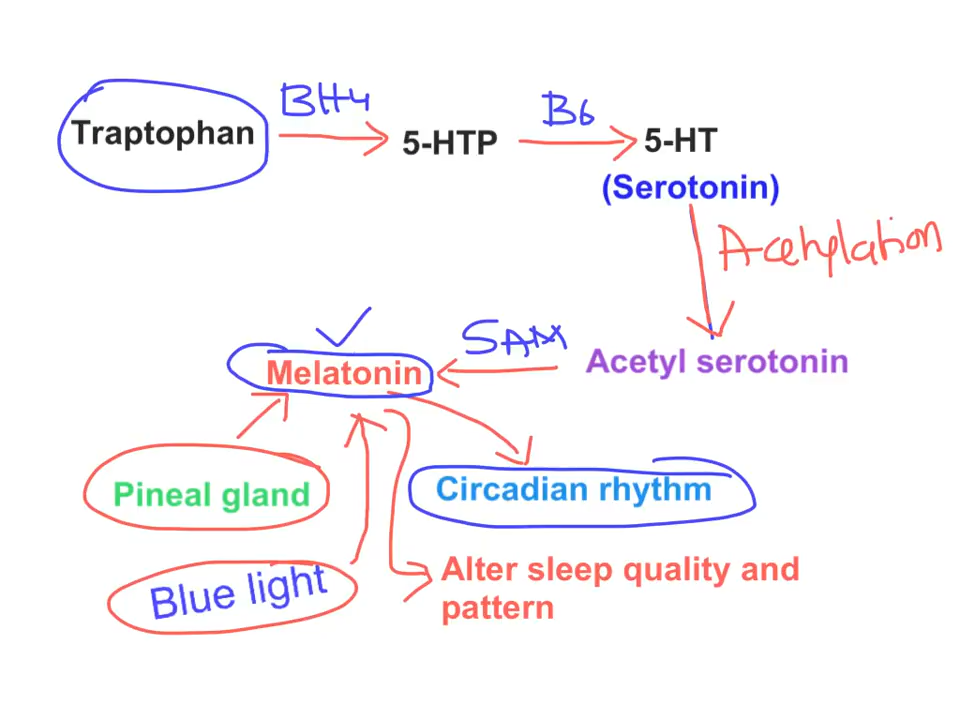 BH4
B6
Traptophan
5-HTP
5-HT
(Serotonin)
Acetylation
SAM
Acetyl serotonin
Melatonin
Pineal gland
Circadian rhythm
Blue light
Alter sleep quality and
pattern